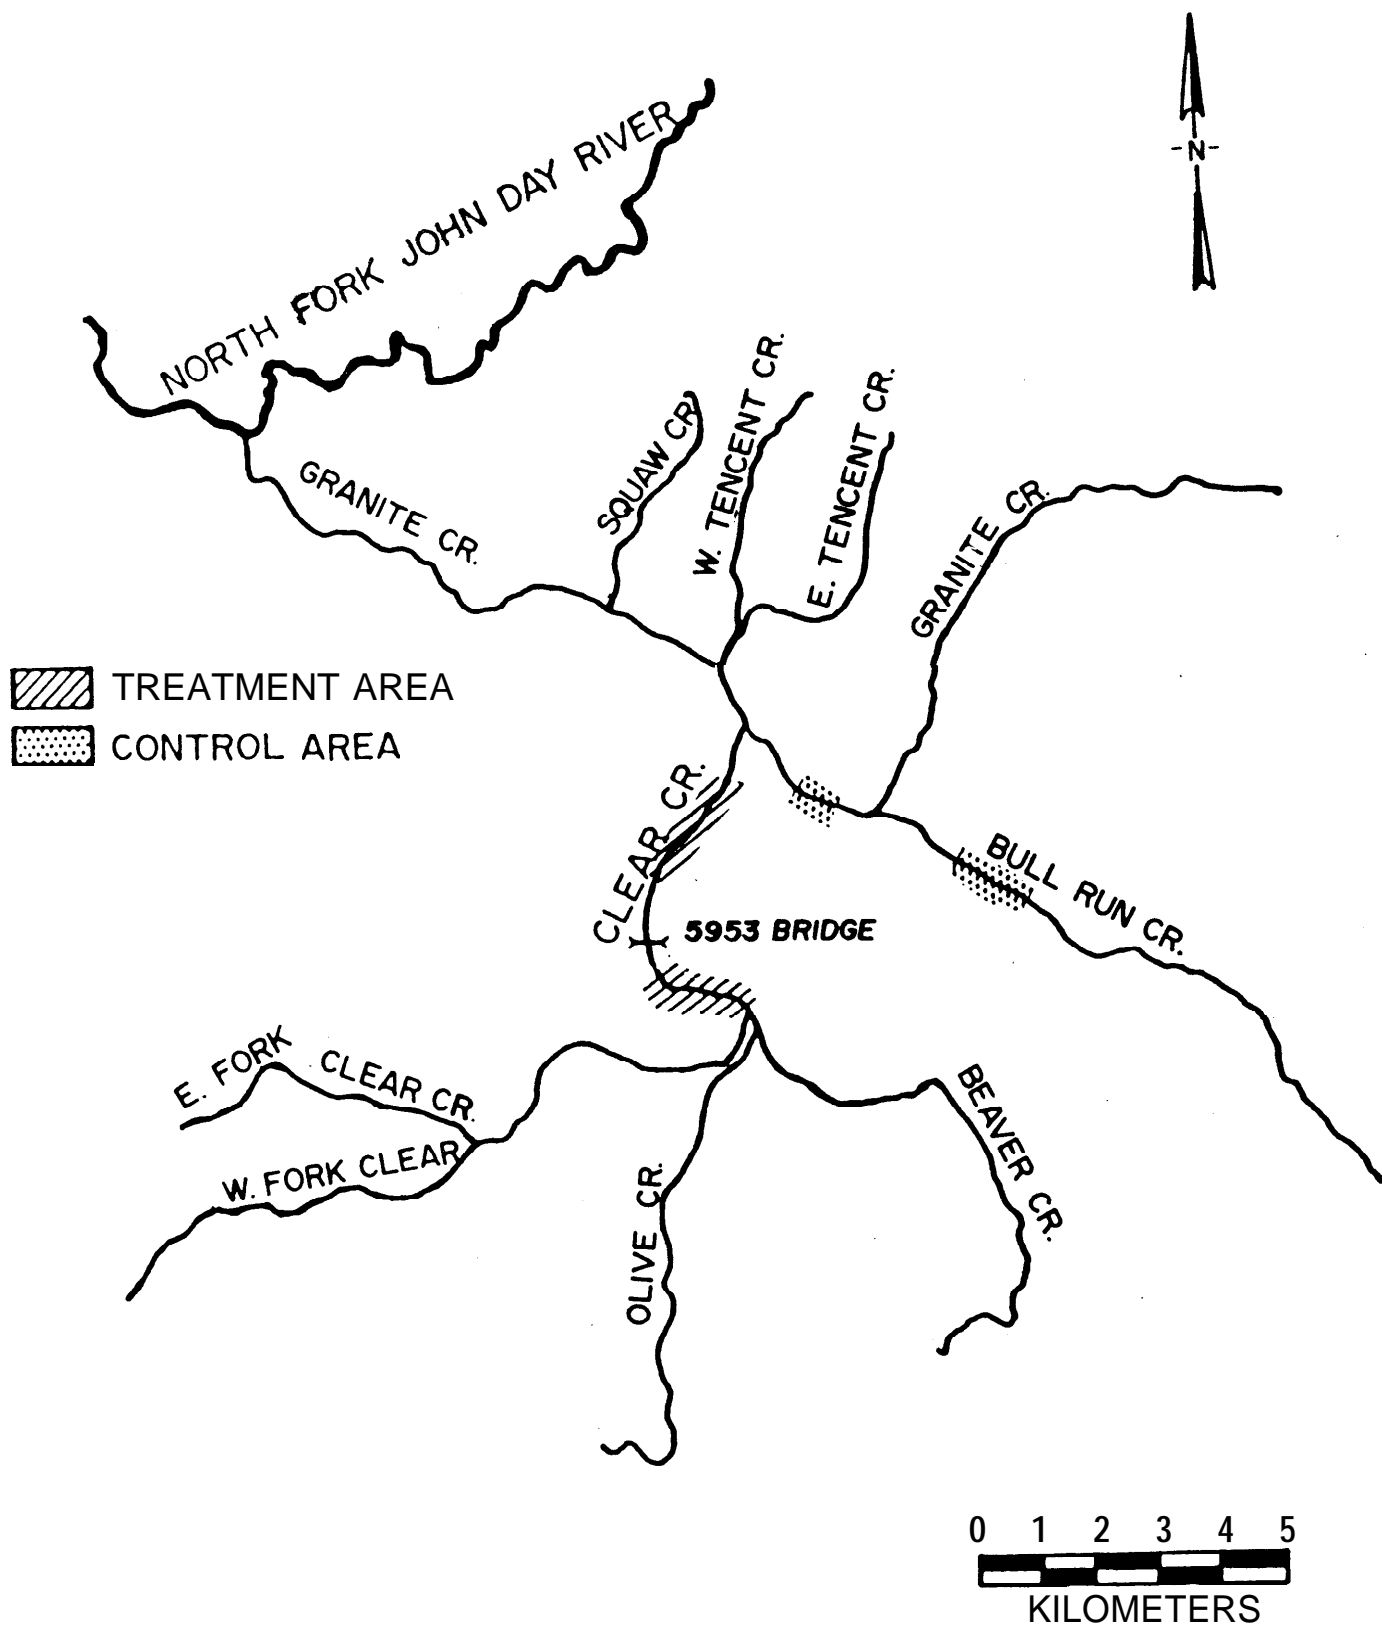 -N-
NORTH FORK JOHN DAY RIVER
GRANITE CR.
SQUAW CR.
W. TENCENT CR.
E. TENCENT CR.
GRANITE CR.
TREATMENT AREA
CONTROL AREA
CLEAR CR.
BULL RUN CR.
5953 BRIDGE
E. FORK CLEAR CR.
W. FORK CLEAR
BEAVER CR.
OLIVE CR.
0 1 2 3 4 5
KILOMETERS